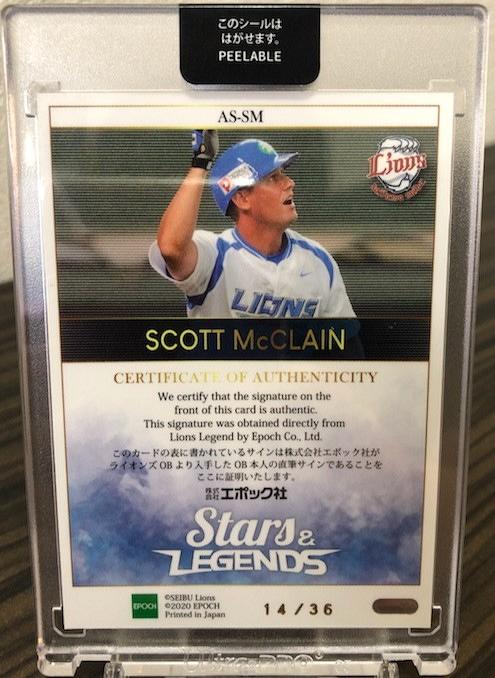 このシールは
はがせます。
PEELABLE
AS-SM
Lions
LIONS
SCOTT McCLAIN
CERTIFICATE OF AUTHENTICITY
We certify that the signature on the
front of this card is authentic.
This signature was obtained directly from
Lions Legend by Epoch Co., Ltd.
このカードの表に書かれているサインは株式会社エポック社が
ライオンズOBより入手したOB本人の直筆サインであることを
ここに証明いたします。
株式会社エポック社
Stars &
LEGENDS
EPOCH
©SEIBU Lions
©2020 EPOCH
Printed in Japan
14/36